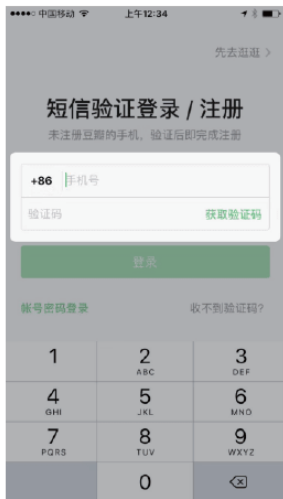 中国移动 上午12:34
先去逛逛 >
短信验证登录 / 注册
未注册豆瓣的手机，验证后即完成注册
+86 手机号
验证码 获取验证码
登录
帐号密码登录 收不到验证码?
1 2 3
ABC DEF
4 5 6
GHI JKL MNO
7 8 9
PQRS TUV WXYZ
0